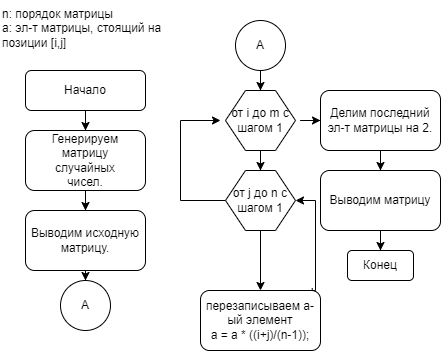 n: порядок матрицы
a: эл-т матрицы, стоящий на
позиции [i,j]
Начало
Генерируем
матрицу
случайных
чисел.
Выводим исходную
матрицу.
A
A
от i до m с
шагом 1
от j до n с
шагом 1
перезаписываем a-
ый элемент
a = a * ((i+j)/(n-1));
Делим последний
эл-т матрицы на 2.
Выводим матрицу
Конец